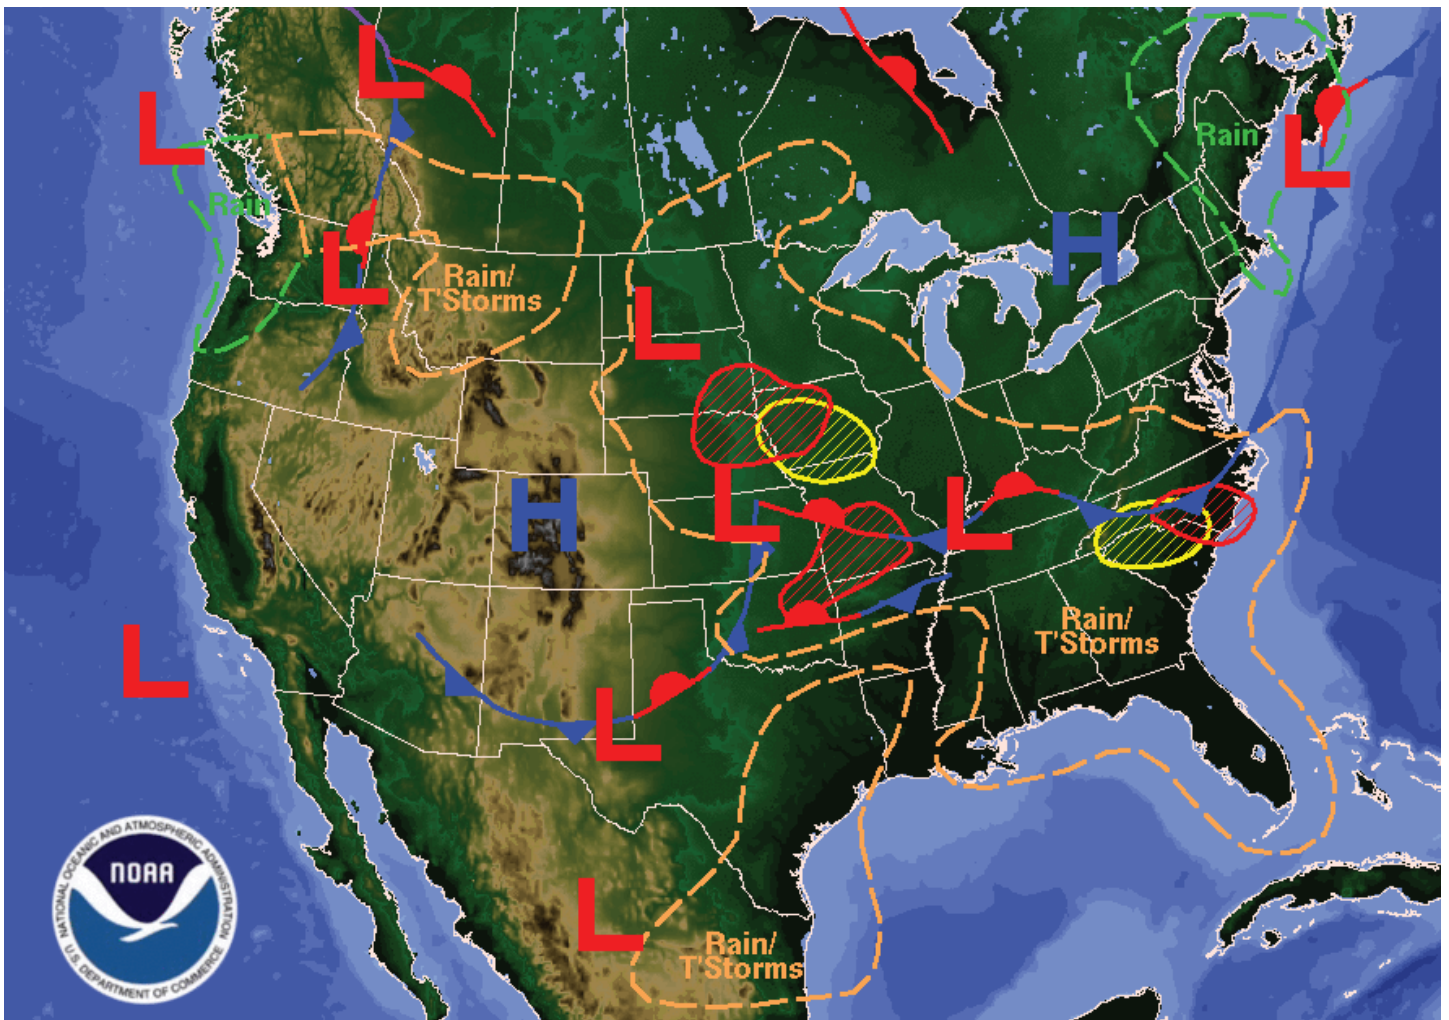 L
L
Rain
L
Rain
H
L
Rain/
T'Storms
L
L
H
L
L
Rain/
T'Storms
L
L
L
Rain/
T'Storms
NATIONAL OCEANIC AND ATMOSPHERIC ADMINISTRATION
NOAA
U.S. DEPARTMENT OF COMMERCE